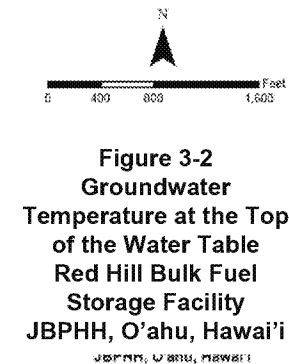 N
Feet
0 400 800 1,600
Figure 3-2
Groundwater
Temperature at the Top
of the Water Table
Red Hill Bulk Fuel
Storage Facility
JBPHH, O'ahu, Hawai'i
JBPHH, O'ahu, Hawai'i